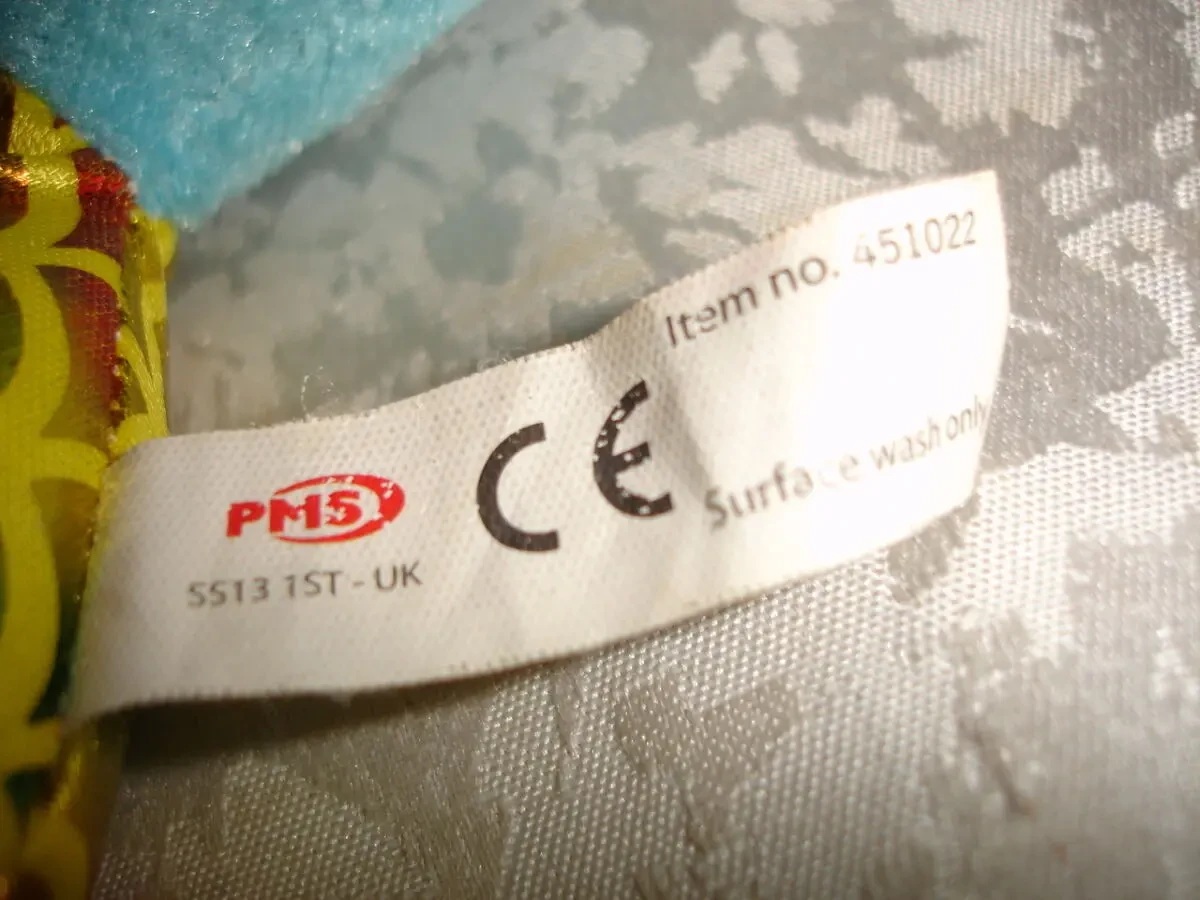 Item no. 451022
PMS
CE
Surface wash only
SS13 1ST - UK